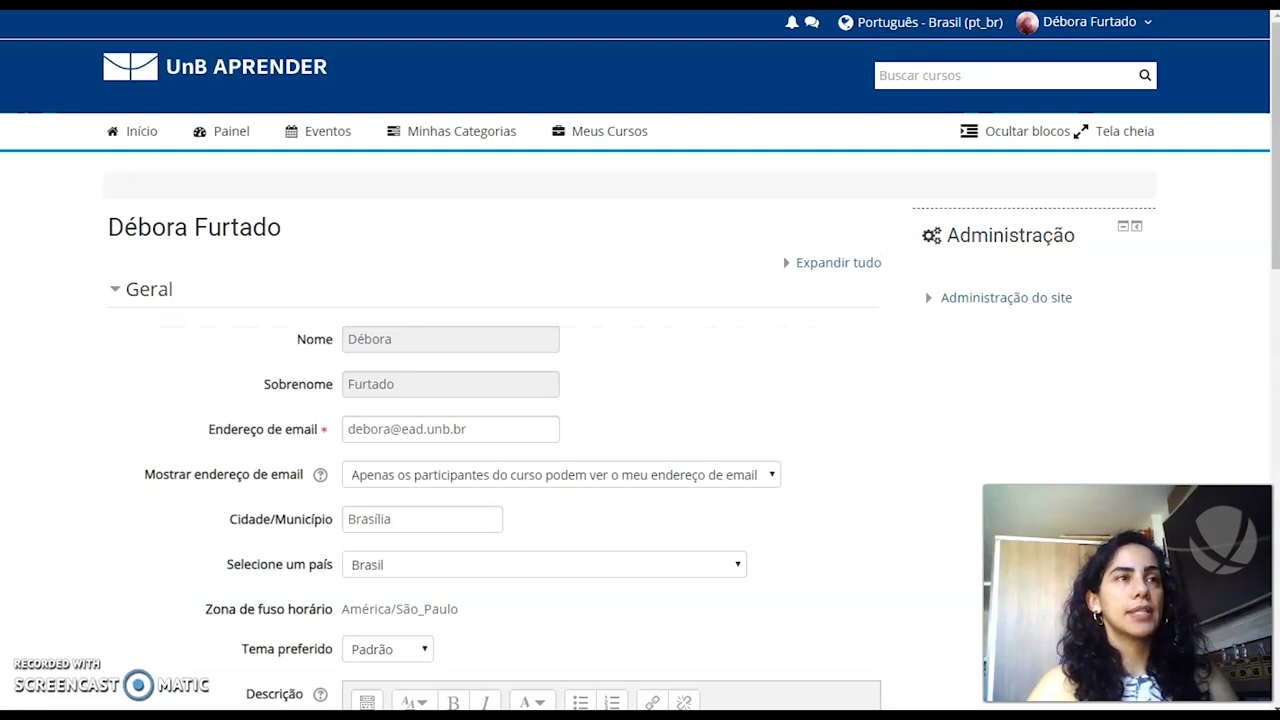 Português - Brasil (pt_br) Débora Furtado
UnB APRENDER
Buscar cursos
Início Painel Eventos Minhas Categorias Meus Cursos Ocultar blocos Tela cheia
Débora Furtado
Administração
Expandir tudo
Geral
Administração do site
Nome Débora
Sobrenome Furtado
Endereço de email * debora@ead.unb.br
Mostrar endereço de email ? Apenas os participantes do curso podem ver o meu endereço de email
Cidade/Município Brasília
Selecione um país Brasil
Zona de fuso horário América/São_Paulo
Tema preferido Padrão
Descrição ? B I A
RECORDED WITH
SCREENCAST MATIC